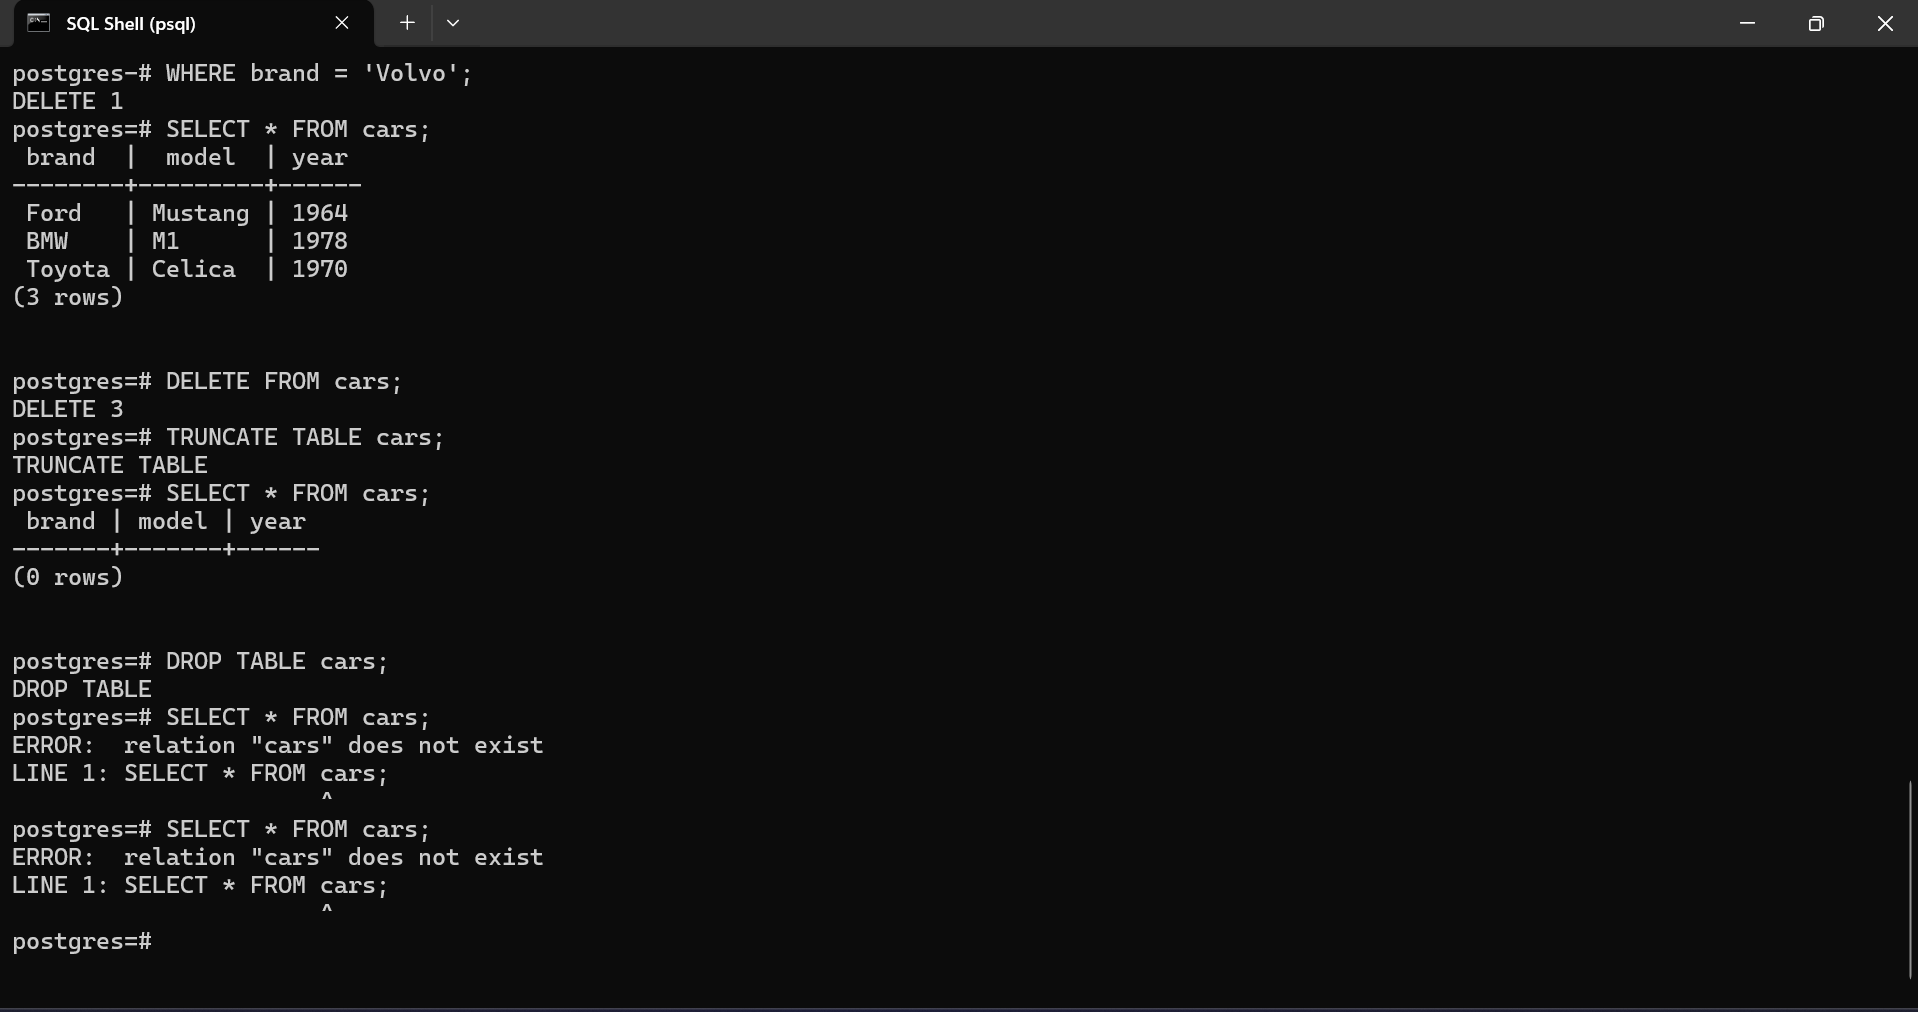 SQL Shell (psql)
postgres-# WHERE brand = 'Volvo';
DELETE 1
postgres=# SELECT * FROM cars;
 brand  |  model  | year
--------+---------+------
 Ford   | Mustang | 1964
 BMW    | M1      | 1978
 Toyota | Celica  | 1970
(3 rows)
postgres=# DELETE FROM cars;
DELETE 3
postgres=# TRUNCATE TABLE cars;
TRUNCATE TABLE
postgres=# SELECT * FROM cars;
 brand | model | year
-------+-------+------
(0 rows)
postgres=# DROP TABLE cars;
DROP TABLE
postgres=# SELECT * FROM cars;
ERROR:  relation "cars" does not exist
LINE 1: SELECT * FROM cars;
                      ^
postgres=# SELECT * FROM cars;
ERROR:  relation "cars" does not exist
LINE 1: SELECT * FROM cars;
                      ^
postgres=#